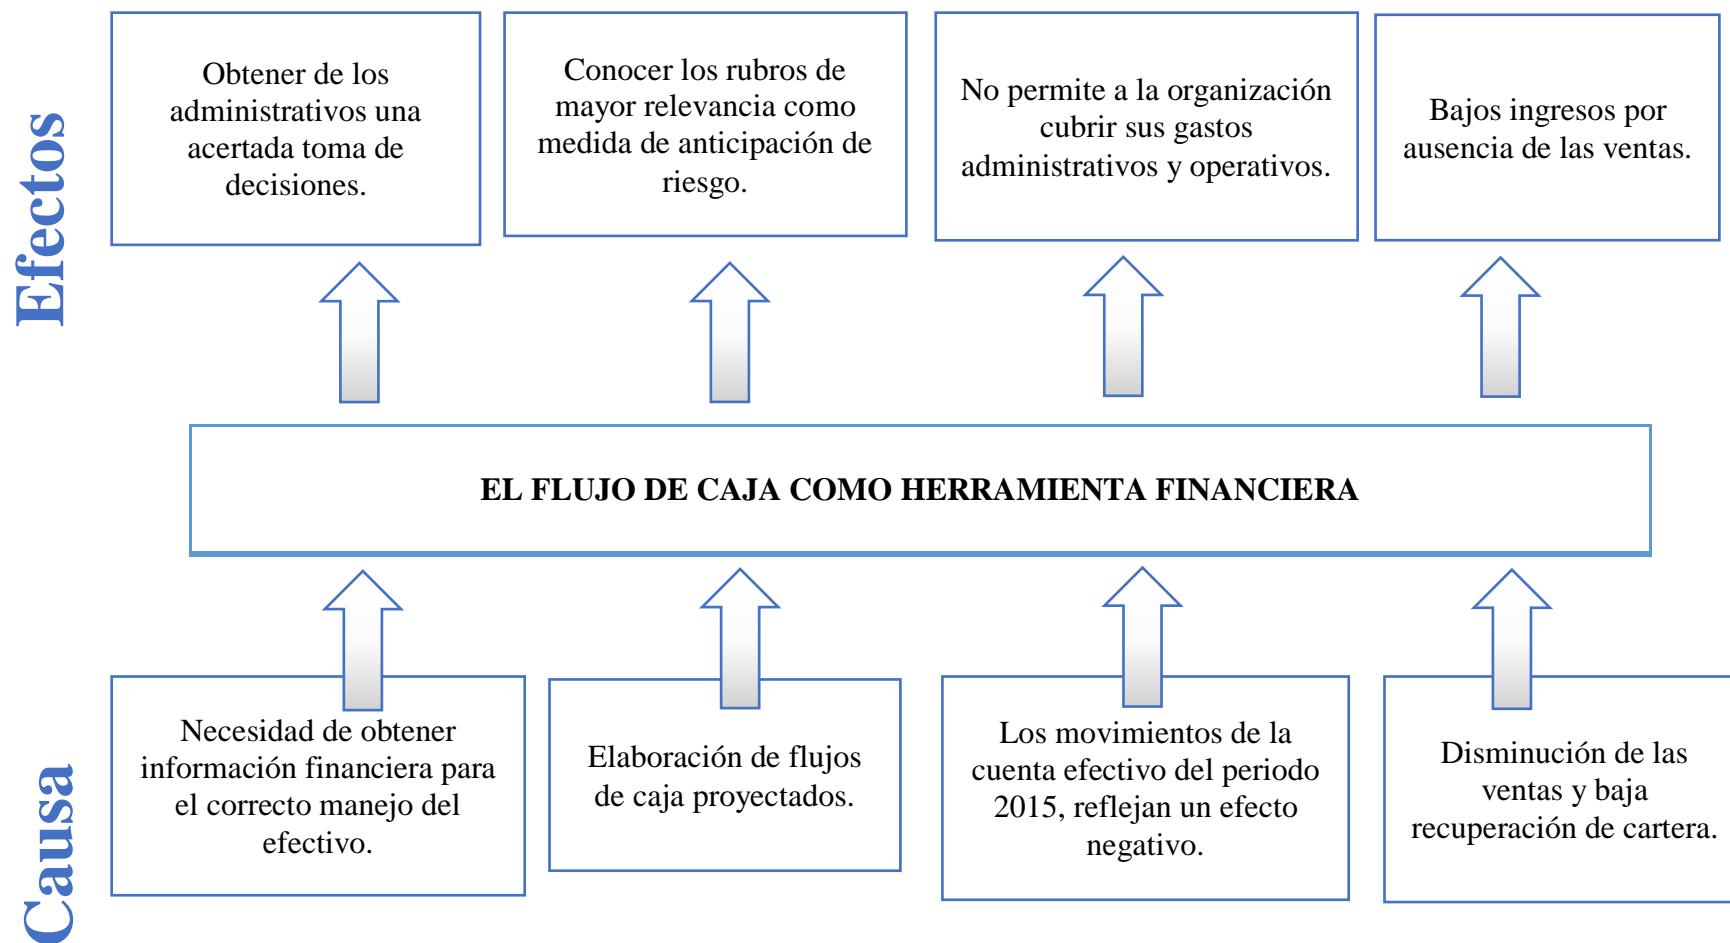 Efectos
Obtener de los
administrativos una
acertada toma de
decisiones.
Conocer los rubros de
mayor relevancia como
medida de anticipación de
riesgo.
No permite a la organización
cubrir sus gastos
administrativos y operativos.
Bajos ingresos por
ausencia de las ventas.
EL FLUJO DE CAJA COMO HERRAMIENTA FINANCIERA
Causa
Necesidad de obtener
información financiera para
el correcto manejo del
efectivo.
Elaboración de flujos
de caja proyectados.
Los movimientos de la
cuenta efectivo del periodo
2015, reflejan un efecto
negativo.
Disminución de las
ventas y baja
recuperación de cartera.